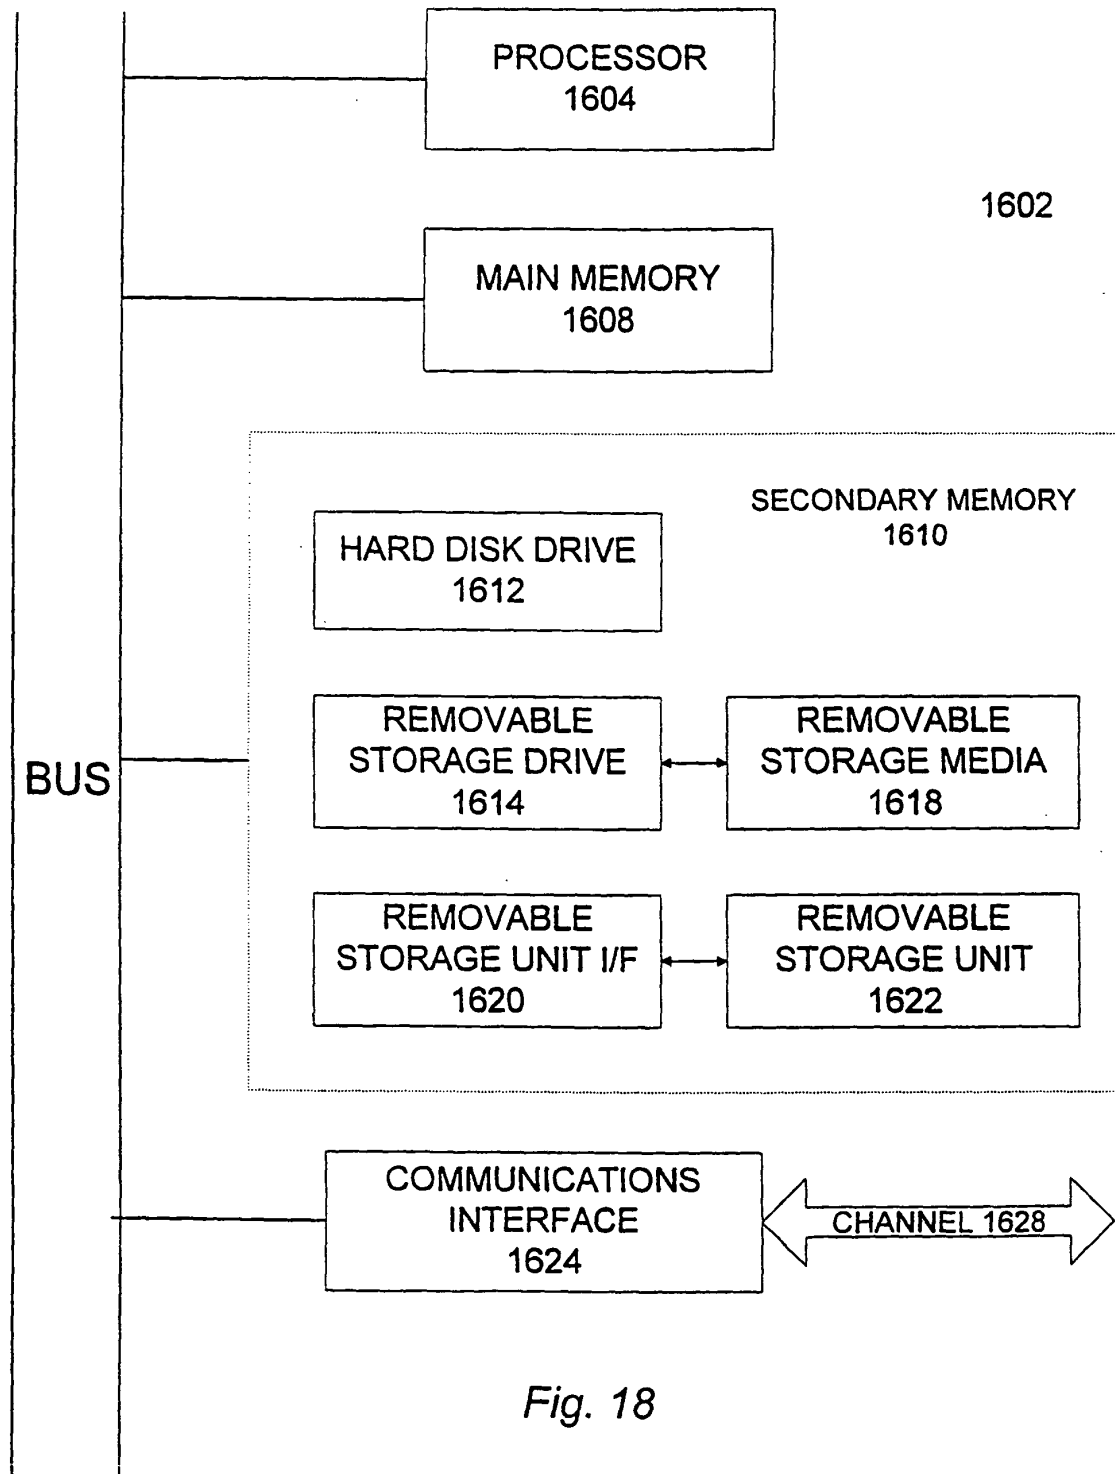 PROCESSOR
1604
1602
MAIN MEMORY
1608
SECONDARY MEMORY
1610
HARD DISK DRIVE
1612
REMOVABLE
STORAGE DRIVE
1614
REMOVABLE
STORAGE MEDIA
1618
BUS
REMOVABLE
STORAGE UNIT I/F
1620
REMOVABLE
STORAGE UNIT
1622
COMMUNICATIONS
INTERFACE
1624
CHANNEL 1628
Fig. 18